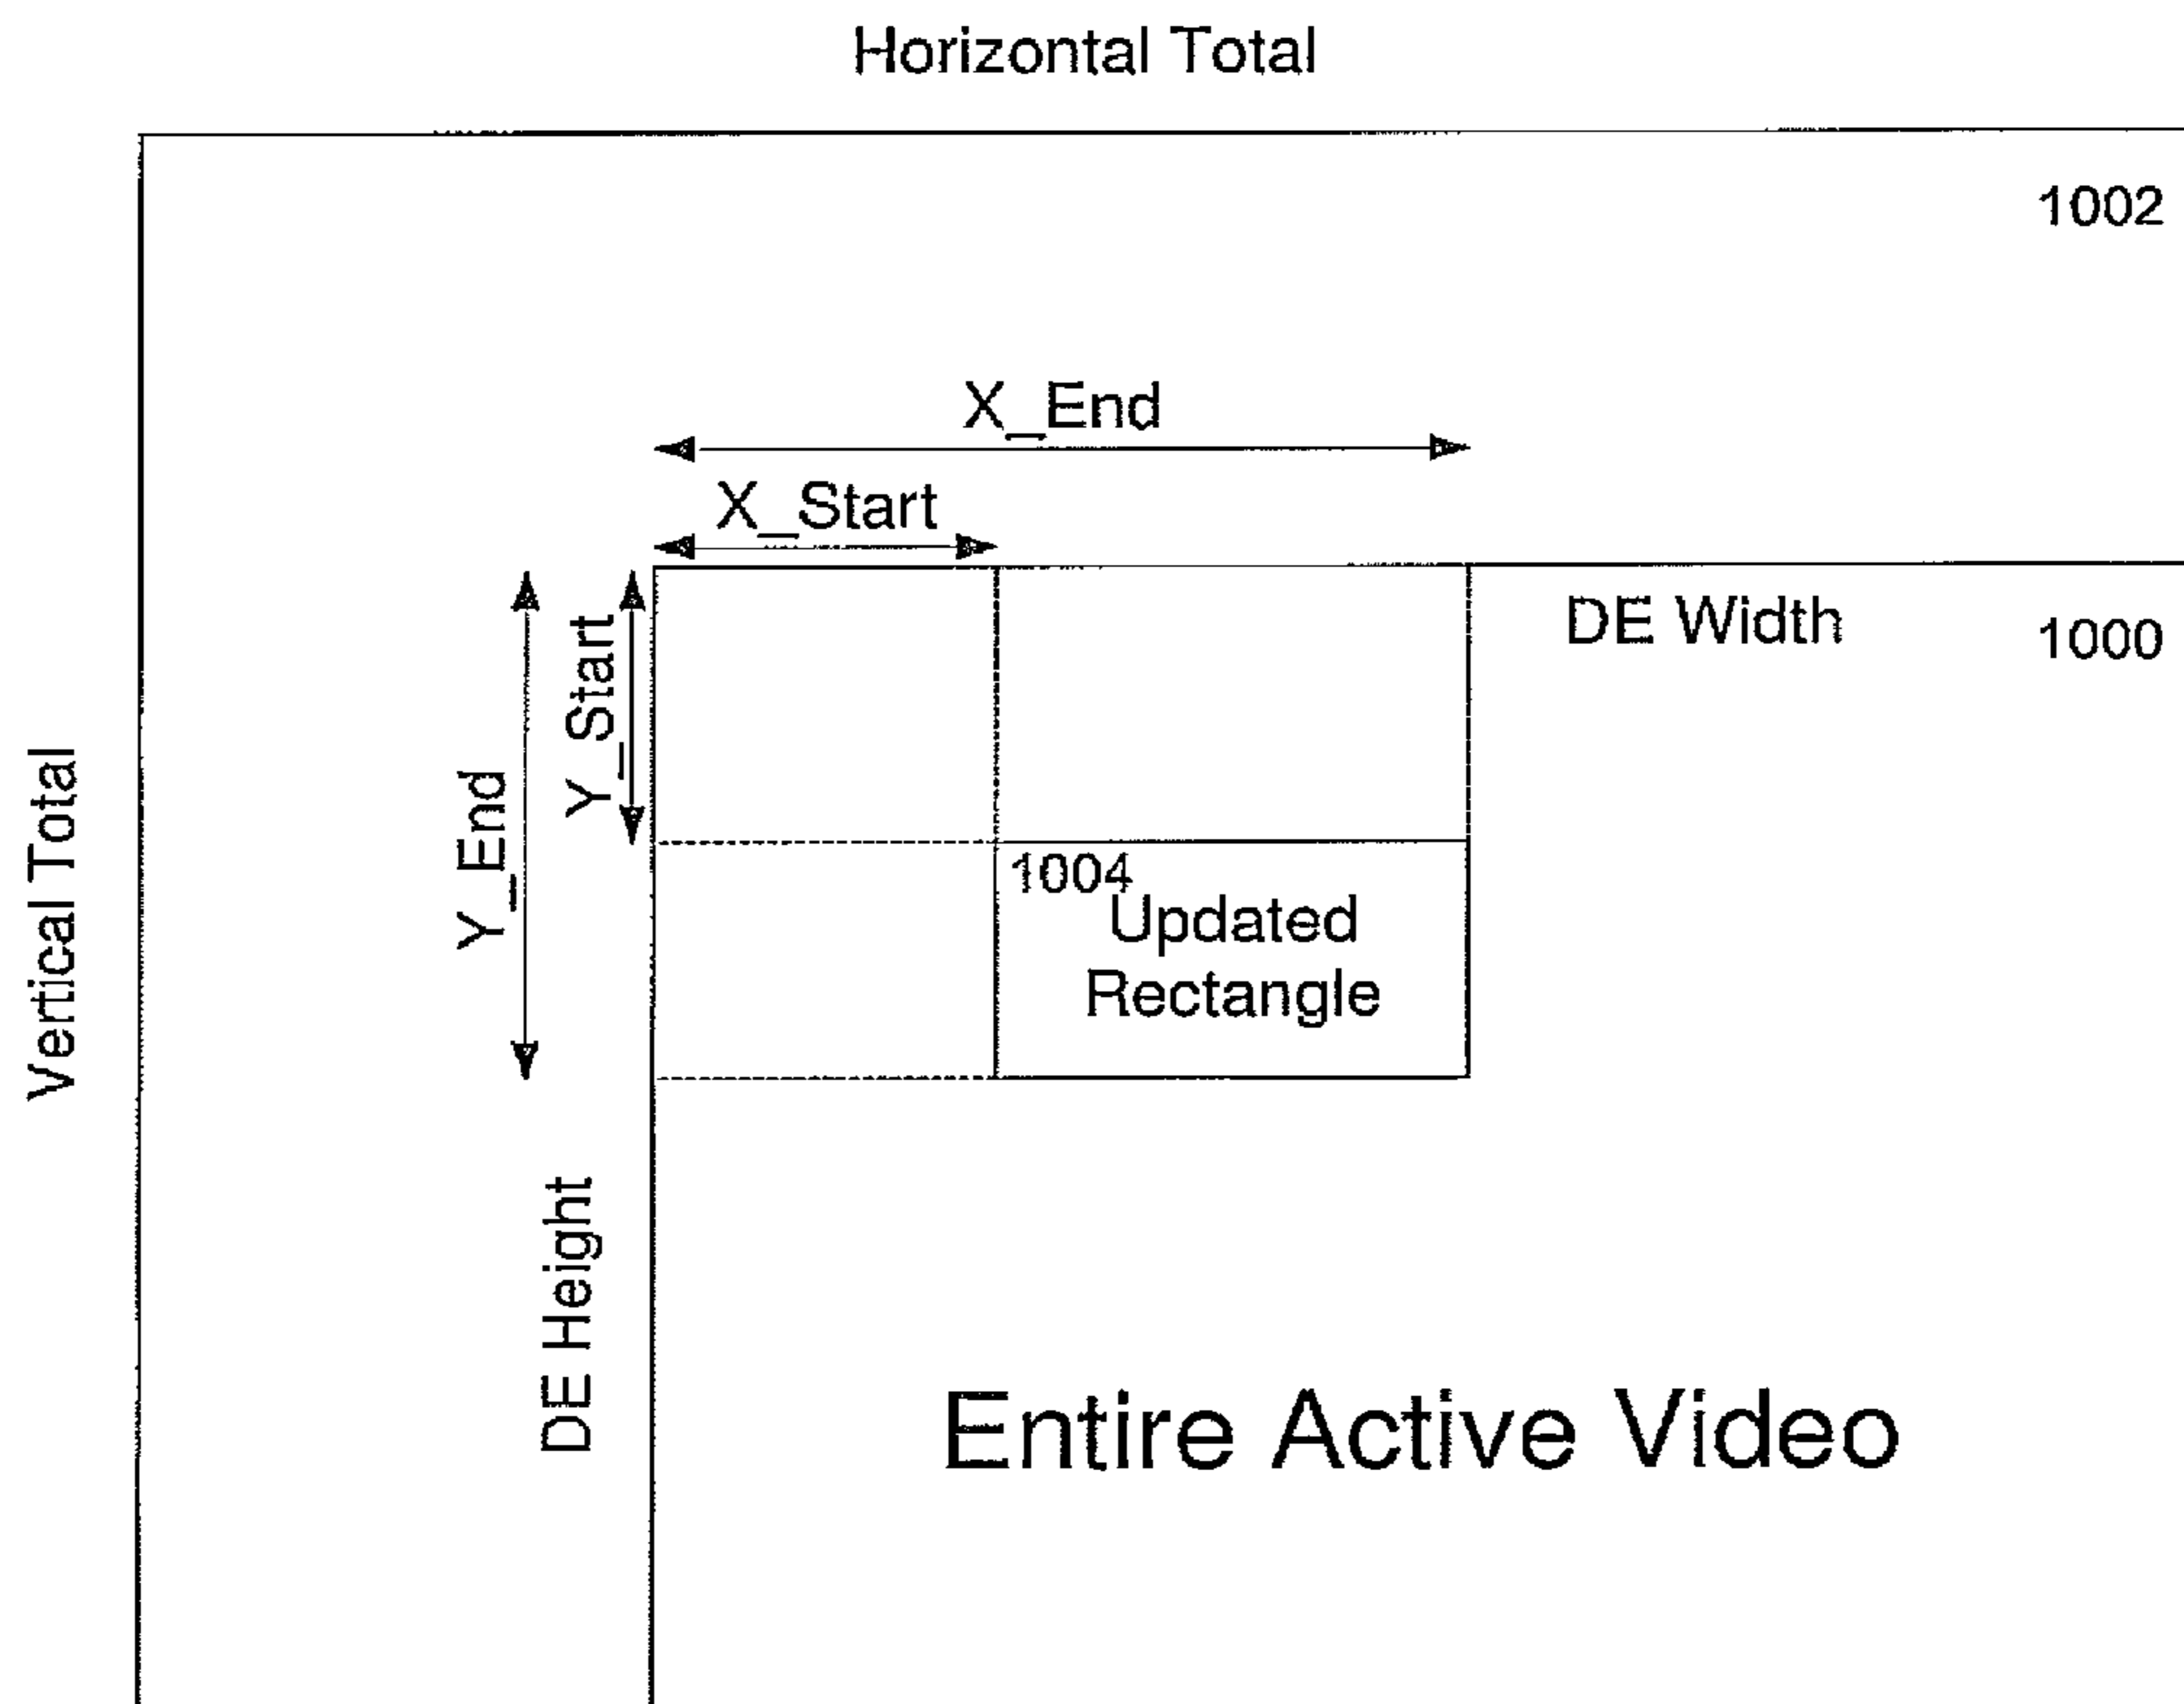 Horizontal Total
1002
X_End
X_Start
DE Width
1000
Y_Start
Y_End
Vertical Total
1004
Updated
Rectangle
DE Height
Entire Active Video